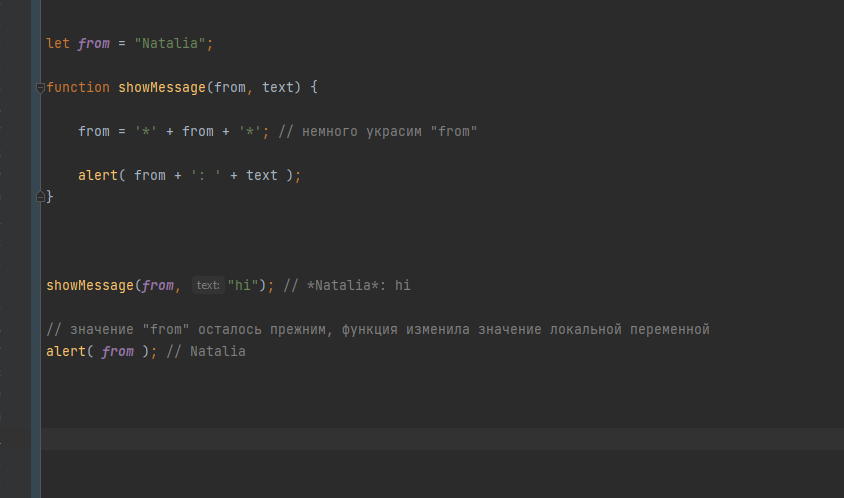 let from = "Natalia";
function showMessage(from, text) {
from = '*' + from + '*'; // немного украсим "from"
alert( from + ': ' + text );
}
showMessage(from, text: "hi"); // *Natalia*: hi
// значение "from" осталось прежним, функция изменила значение локальной переменной
alert( from ); // Natalia